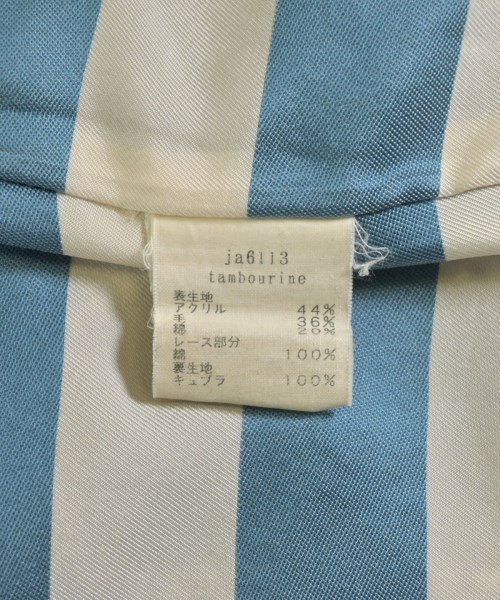 ja6113
tambourine
表生地
アクリル 44%
毛 36%
綿 20%
レース部分
綿 100%
裏生地
キュプラ 100%